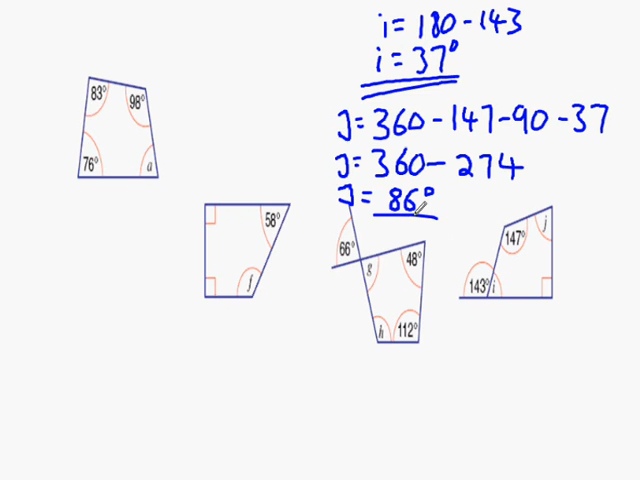 i = 180 - 143
i = 37°
J = 360 - 147 - 90 - 37
J = 360 - 274
J = 86°
83° 98°
76° a
58°
f
66° g 48°
h 112°
147° j
143° i